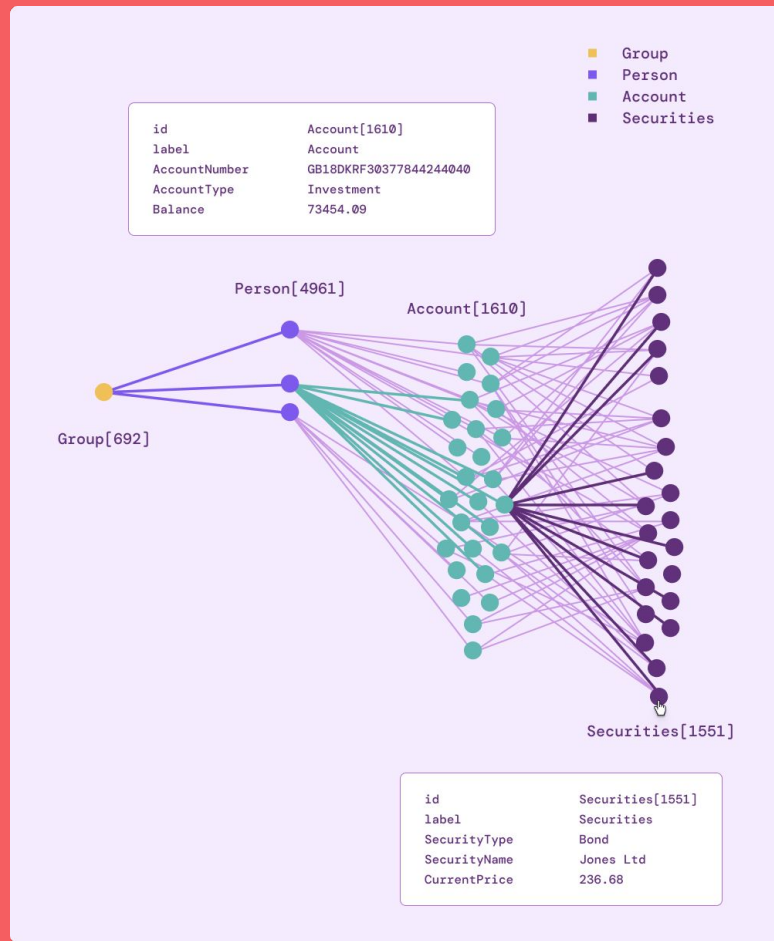 Group
Person
Account
Securities
id Account[1610]
label Account
AccountNumber GB18DKRF30377844244040
AccountType Investment
Balance 73454.09
Person[4961]
Account[1610]
Group[692]
Securities[1551]
id Securities[1551]
label Securities
SecurityType Bond
SecurityName Jones Ltd
CurrentPrice 236.68